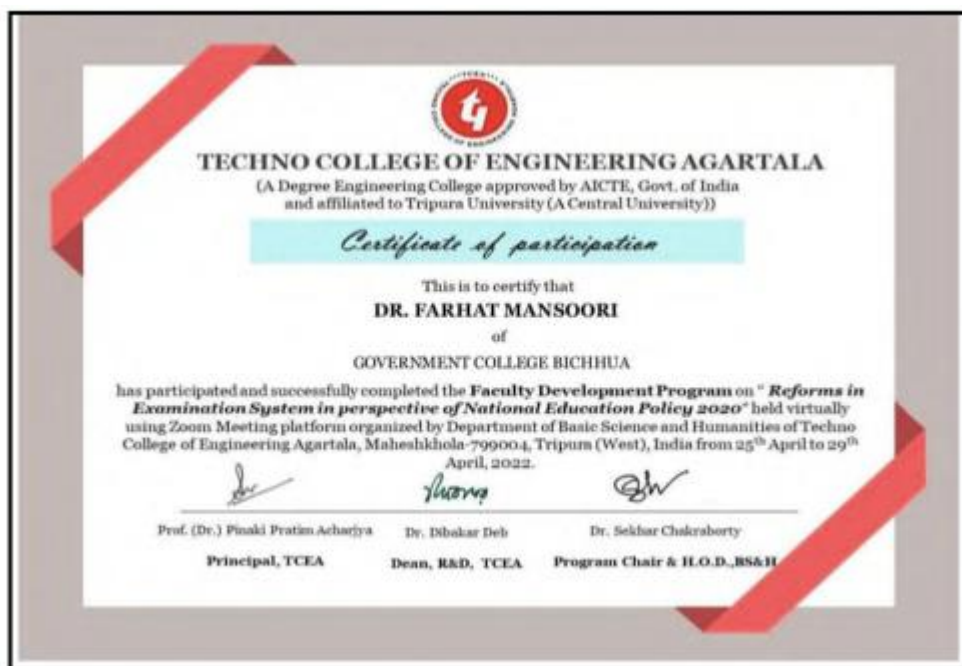 TECHNO COLLEGE OF ENGINEERING AGARTALA
(A Degree Engineering College approved by AICTE, Govt. of India
and affiliated to Tripura University (A Central University))
Certificate of participation
This is to certify that
DR. FARHAT MANSOORI
of
GOVERNMENT COLLEGE BICHHUA
has participated and successfully completed the Faculty Development Program on " Reforms in
Examination System in perspective of National Education Policy 2020" held virtually
using Zoom Meeting platform organized by Department of Basic Science and Humanities of Techno
College of Engineering Agartala, Maheshkhola-799004, Tripura (West), India from 25th April to 29th
April, 2022.
Prof. (Dr.) Pinaki Pratim Acharjya Dr. Dibakar Deb Dr. Sekhar Chakraborty
Principal, TCEA Dean, R&D, TCEA Program Chair & H.O.D.,BS&H